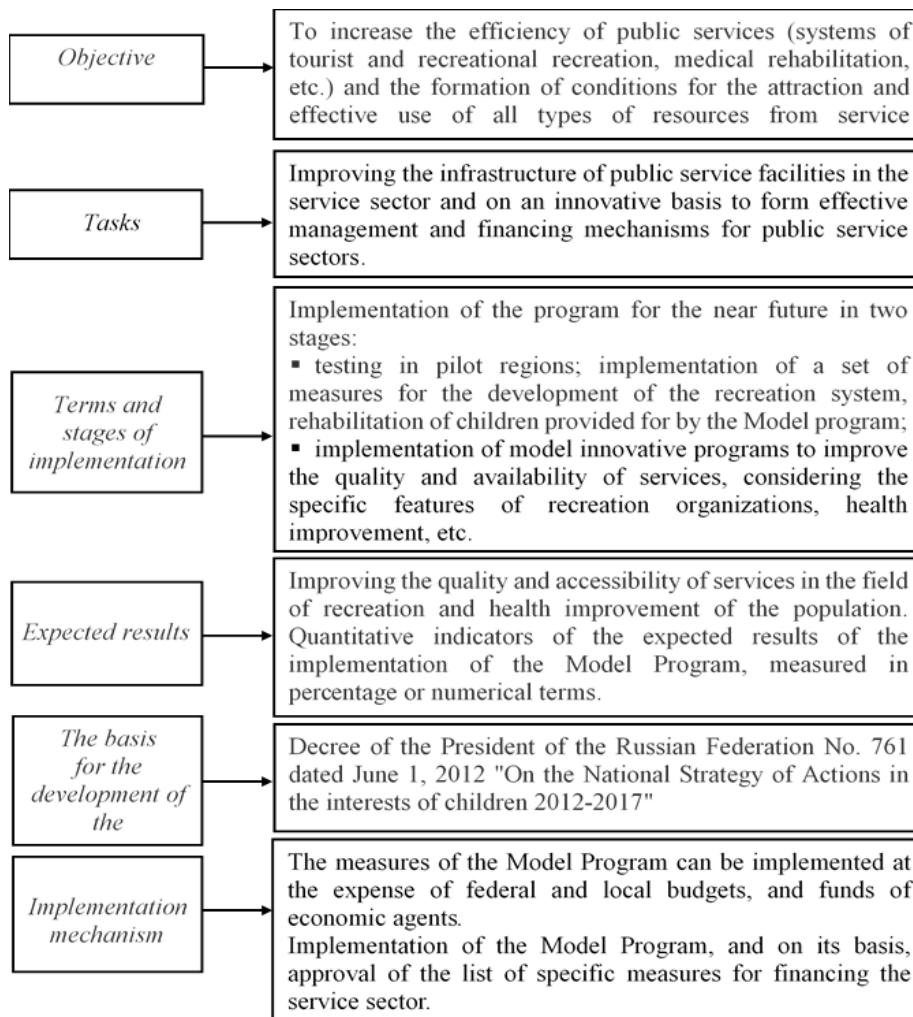 Objective
To increase the efficiency of public services (systems of
tourist and recreational recreation, medical rehabilitation,
etc.) and the formation of conditions for the attraction and
effective use of all types of resources from service
Tasks
Improving the infrastructure of public service facilities in the
service sector and on an innovative basis to form effective
management and financing mechanisms for public service
sectors.
Terms and
stages of
implementation
Implementation of the program for the near future in two
stages:
▪ testing in pilot regions; implementation of a set of
measures for the development of the recreation system,
rehabilitation of children provided for by the Model program;
▪ implementation of model innovative programs to improve
the quality and availability of services, considering the
specific features of recreation organizations, health
improvement, etc.
Expected results
Improving the quality and accessibility of services in the field
of recreation and health improvement of the population.
Quantitative indicators of the expected results of the
implementation of the Model Program, measured in
percentage or numerical terms.
The basis
for the
development of
the
Decree of the President of the Russian Federation No. 761
dated June 1, 2012 "On the National Strategy of Actions in
the interests of children 2012-2017"
Implementation
mechanism
The measures of the Model Program can be implemented at
the expense of federal and local budgets, and funds of
economic agents.
Implementation of the Model Program, and on its basis,
approval of the list of specific measures for financing the
service sector.